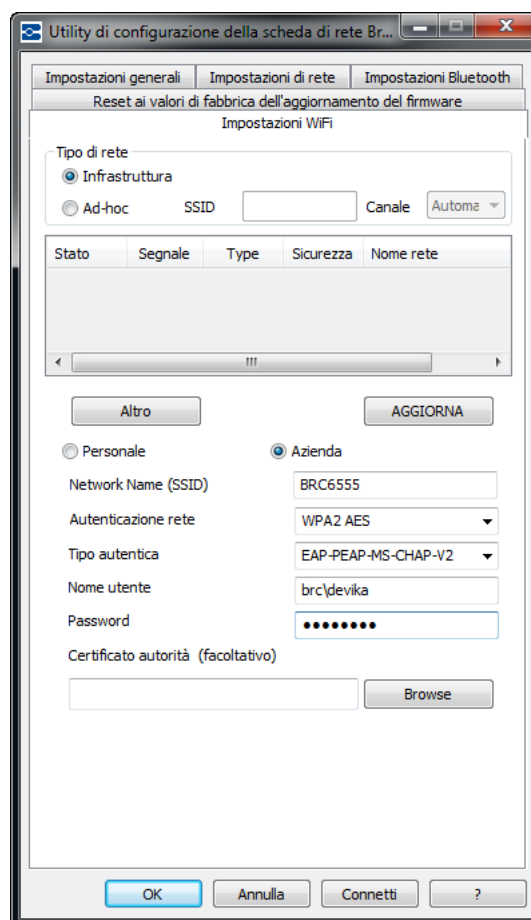 Utility di configurazione della scheda di rete Br...
Impostazioni generali Impostazioni di rete Impostazioni Bluetooth
Reset ai valori di fabbrica dell'aggiornamento del firmware
Impostazioni WiFi
Tipo di rete
Infrastruttura
Ad-hoc SSID Canale Automa
Stato Segnale Type Sicurezza Nome rete
Altro AGGIORNA
Personale Azienda
Network Name (SSID) BRC6555
Autenticazione rete WPA2 AES
Tipo autentica EAP-PEAP-MS-CHAP-V2
Nome utente brc\devika
Password ●●●●●●●●
Certificato autorità (facoltativo)
Browse
OK Annulla Connetti ?